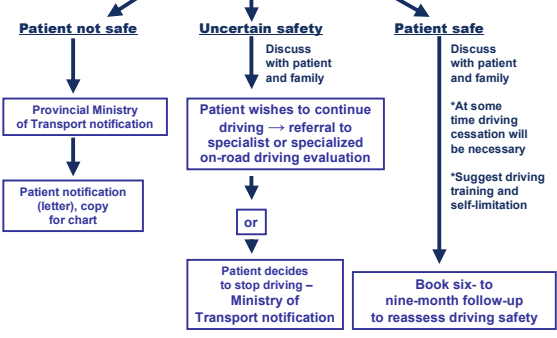 Patient not safe
Uncertain safety
Patient safe
Discuss
with patient
and family
Discuss
with patient
and family
Provincial Ministry
of Transport notification
Patient wishes to continue
driving → referral to
specialist or specialized
on-road driving evaluation
*At some
time driving
cessation will
be necessary
*Suggest driving
training and
self-limitation
Patient notification
(letter), copy
for chart
or
Patient decides
to stop driving –
Ministry of
Transport notification
Book six- to
nine-month follow-up
to reassess driving safety